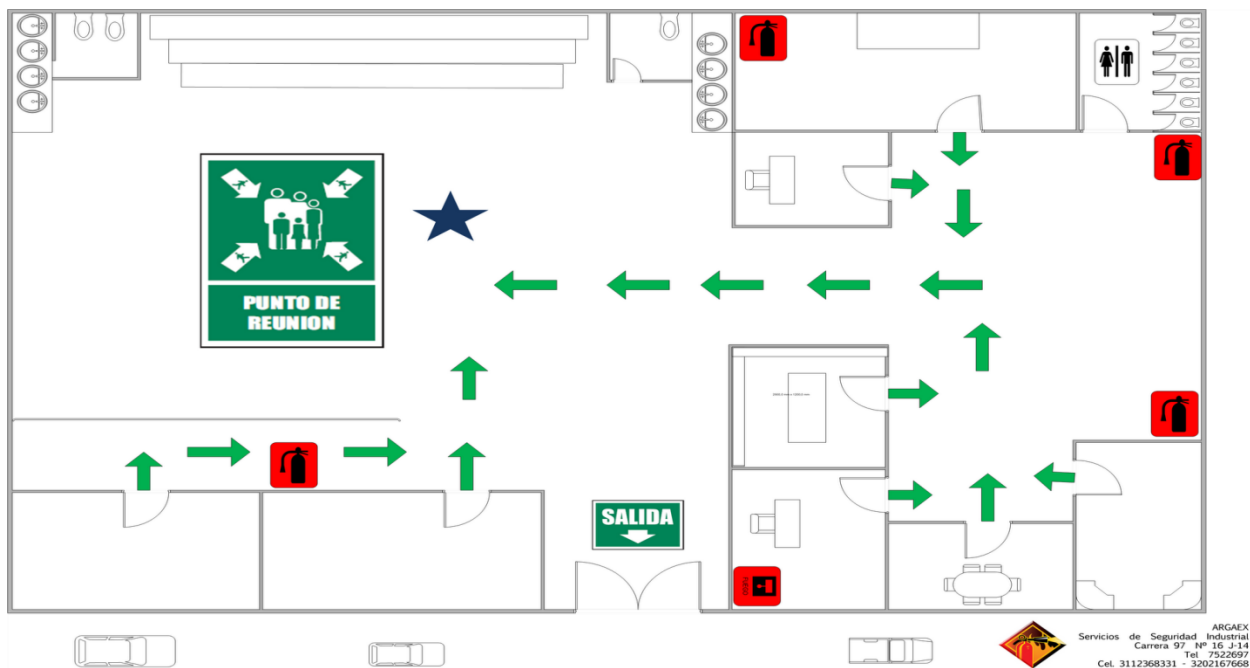 PUNTO DE
REUNION
SALIDA
ARGAEX
Servicios de Seguridad Industrial
Carrera 97 Nº 16 J-14
Tel 7522697
Cel. 3112368331 - 3202167668